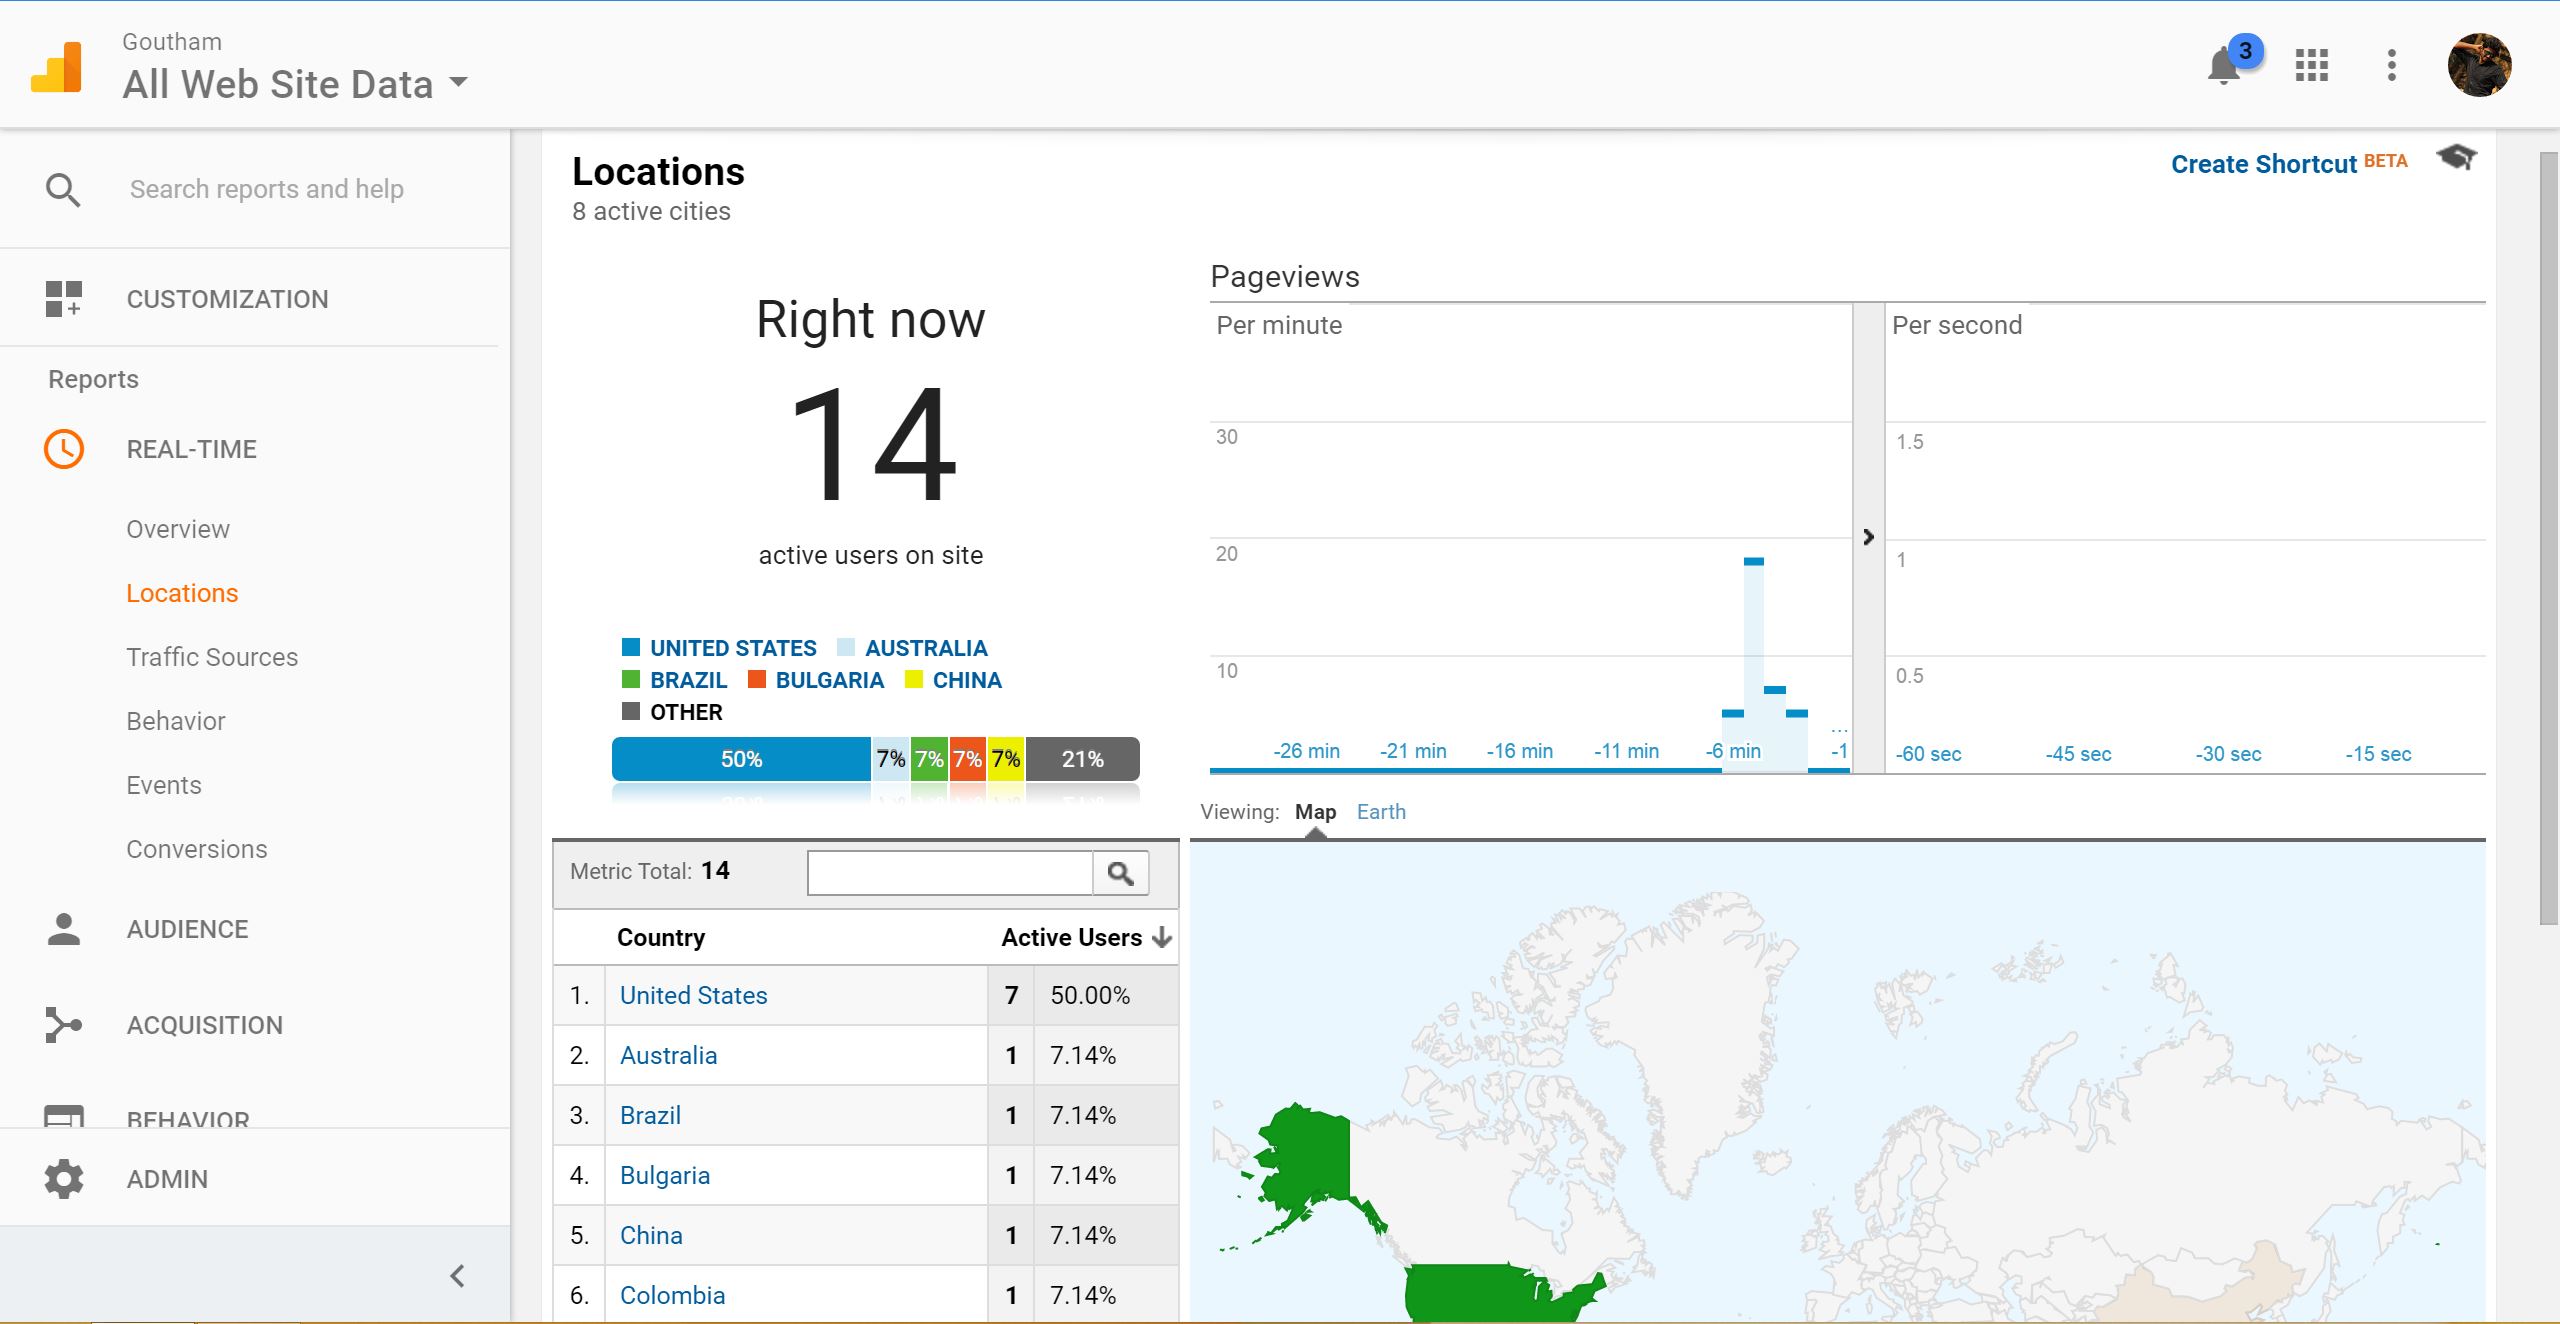 Goutham
All Web Site Data
3
Search reports and help
CUSTOMIZATION
Reports
REAL-TIME
Overview
Locations
Traffic Sources
Behavior
Events
Conversions
AUDIENCE
ACQUISITION
BEHAVIOR
ADMIN
Locations
8 active cities
Create Shortcut BETA
Right now
14
active users on site
UNITED STATES AUSTRALIA
BRAZIL BULGARIA CHINA
OTHER
50% 7% 7% 7% 7% 21%
Pageviews
Per minute
30
20
10
-26 min -21 min -16 min -11 min -6 min ... -1
Per second
1.5
1
0.5
-60 sec -45 sec -30 sec -15 sec
Viewing: Map Earth
Metric Total: 14
Country Active Users
1. United States 7 50.00%
2. Australia 1 7.14%
3. Brazil 1 7.14%
4. Bulgaria 1 7.14%
5. China 1 7.14%
6. Colombia 1 7.14%